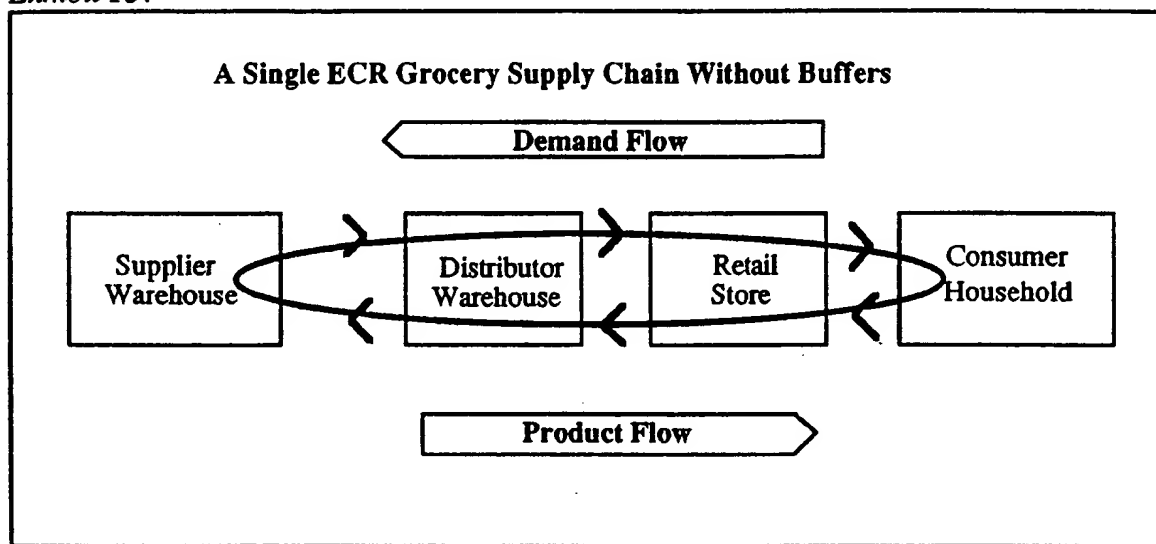 A Single ECR Grocery Supply Chain Without Buffers
Demand Flow
Supplier
Warehouse
Distributor
Warehouse
Retail
Store
Consumer
Household
Product Flow